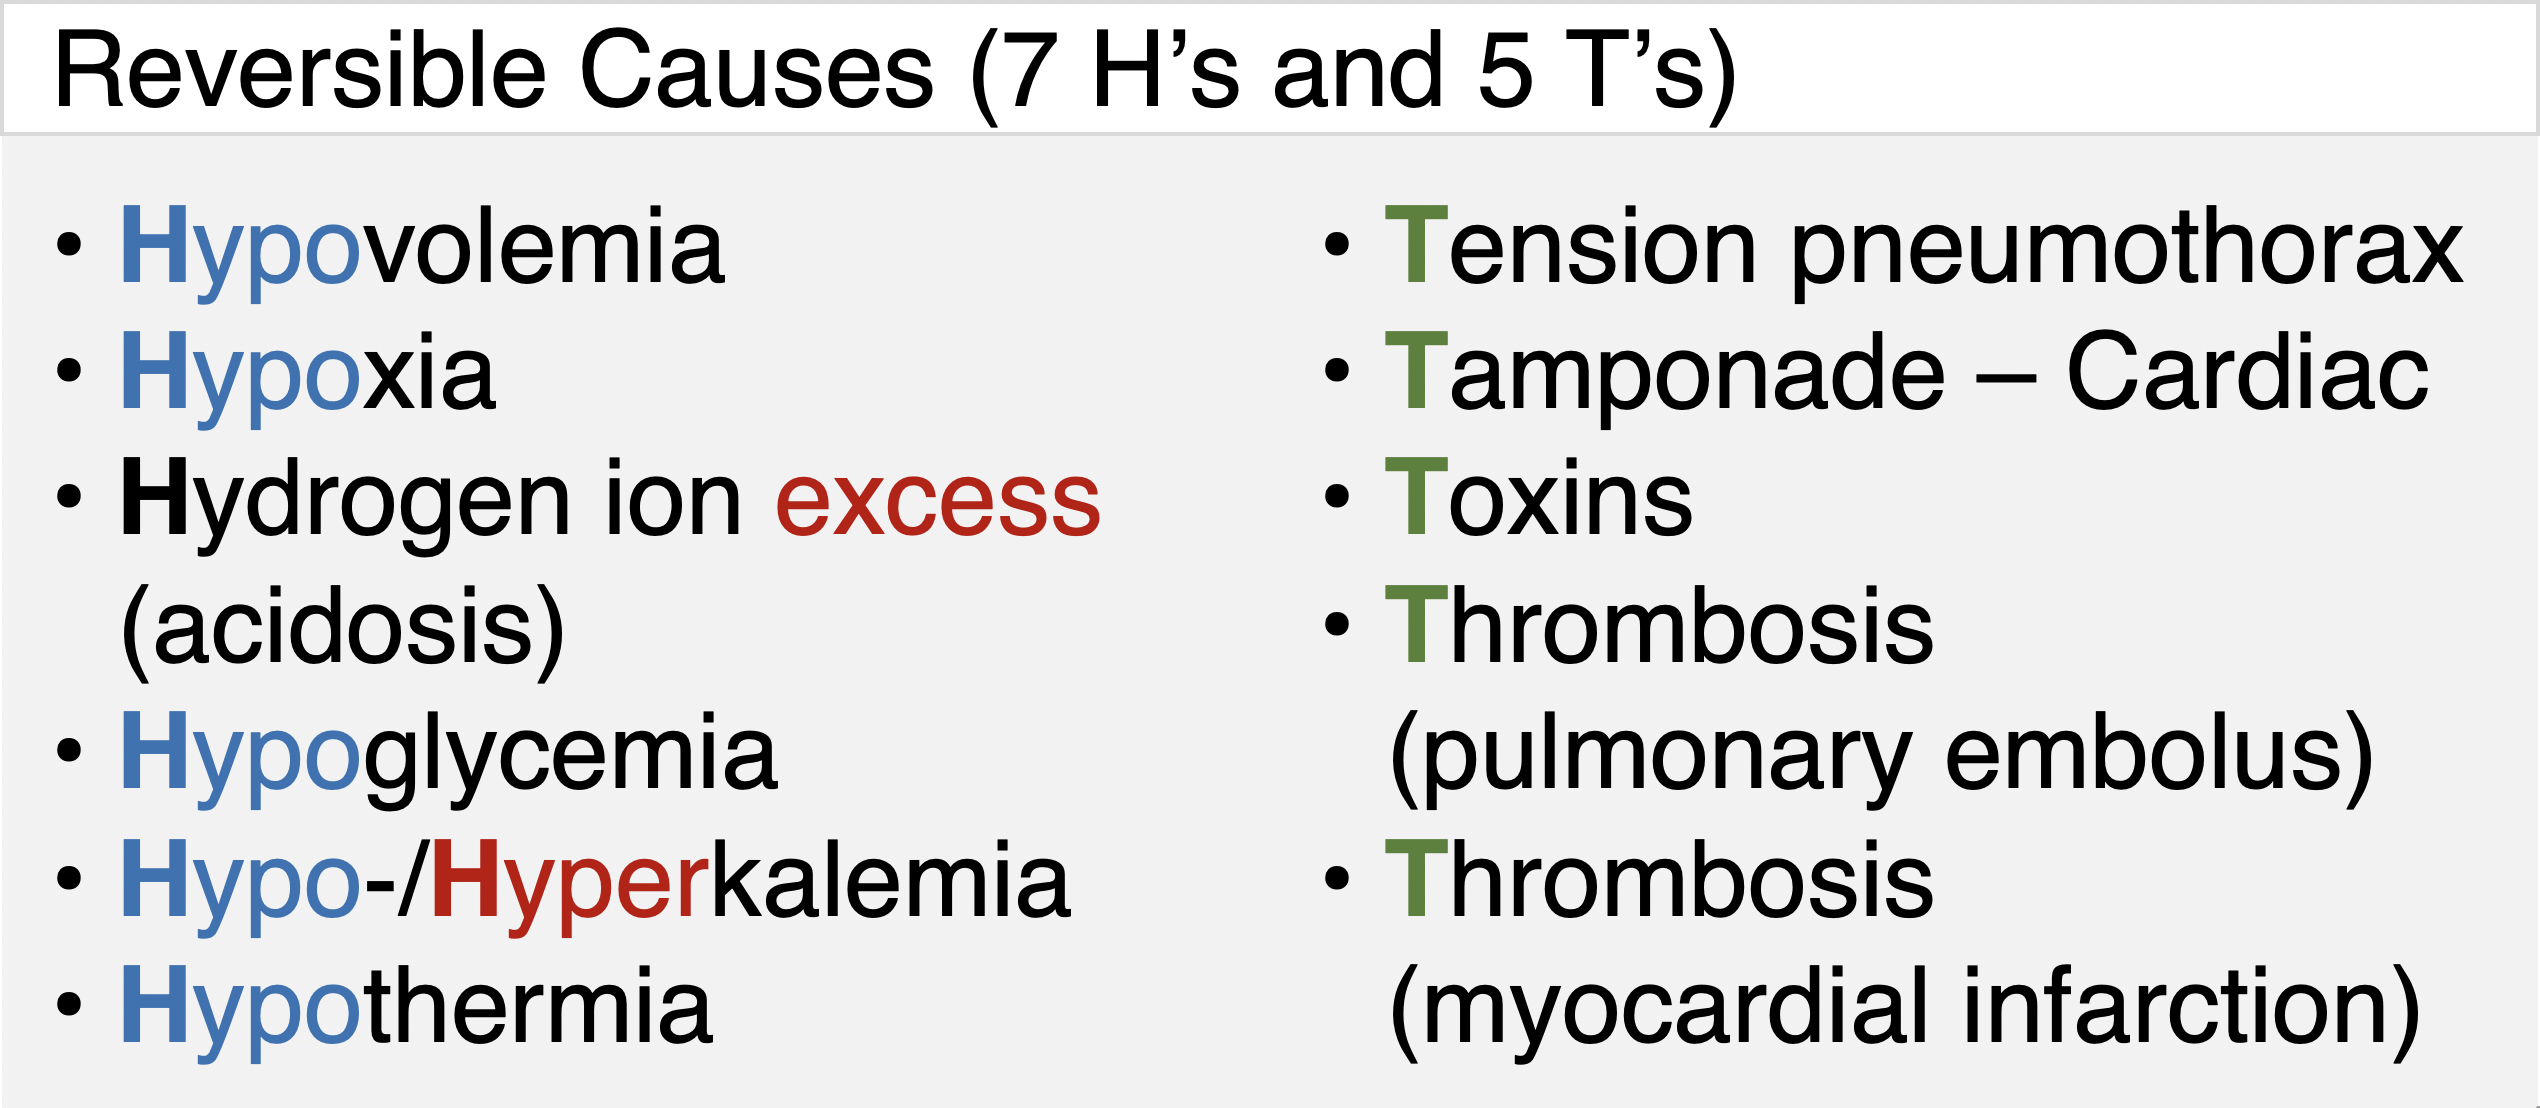 Reversible Causes (7 H’s and 5 T’s)
• Hypovolemia
• Hypoxia
• Hydrogen ion excess
(acidosis)
• Hypoglycemia
• Hypo-/Hyperkalemia
• Hypothermia
• Tension pneumothorax
• Tamponade – Cardiac
• Toxins
• Thrombosis
(pulmonary embolus)
• Thrombosis
(myocardial infarction)